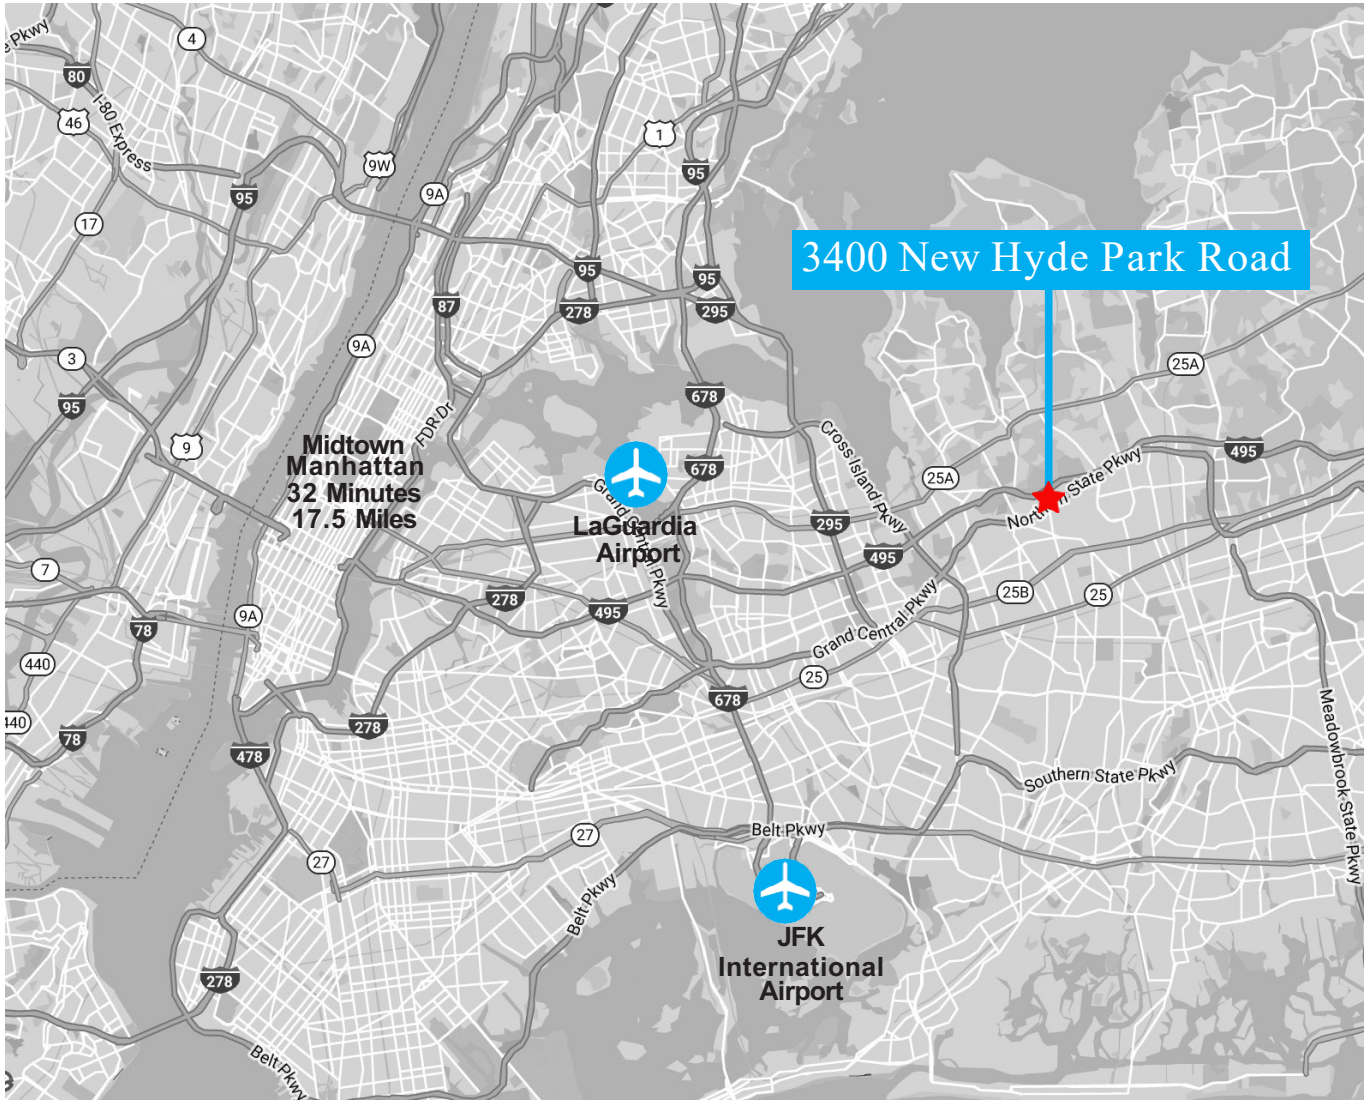 4
e Pkwy
80
I-80 Express
46
1
9W
95
95
9A
17
3400 New Hyde Park Road
95
95
87
278
295
9A
3
25A
678
95
FDR Dr
Cross Island Pkwy
9
Midtown
Manhattan
32 Minutes
17.5 Miles
678
495
25A
Northern State Pkwy
Grand Central Pkwy
LaGuardia
Airport
295
495
7
278
495
25B
25
9A
78
Grand Central Pkwy
440
25
678
440
78
278
478
Meadowbrook State Pkwy
Southern State Pkwy
27
Belt Pkwy
27
Belt Pkwy
JFK
International
Airport
278
Belt Pkwy